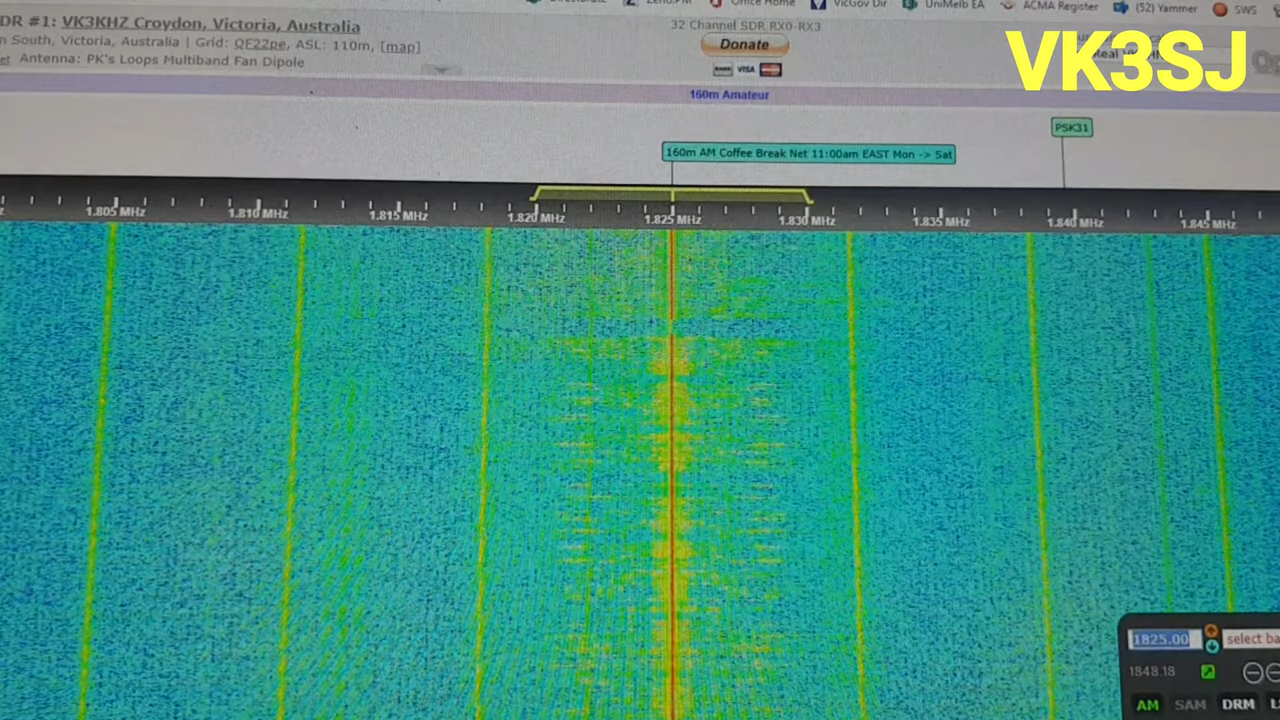 Office Home
VicGov Dir
UniMelb EA
ACMA Register
(52) Yammer
SWS
DR #1: VK3KHZ Croydon, Victoria, Australia
n South, Victoria, Australia | Grid: QF22pe, ASL: 110m, [map]
Antenna: PK's Loops Multiband Fan Dipole
32 Channel SDR RX0-RX3
Donate
VISA
VK3SJ
160m Amateur
PSK31
160m AM Coffee Break Net 11:00am EAST Mon -> Sat
1.805 MHz 1.810 MHz 1.815 MHz 1.820 MHz 1.825 MHz 1.830 MHz 1.835 MHz 1.840 MHz 1.845 MHz
1825.00 select ba
1848.18
AM SAM DRM